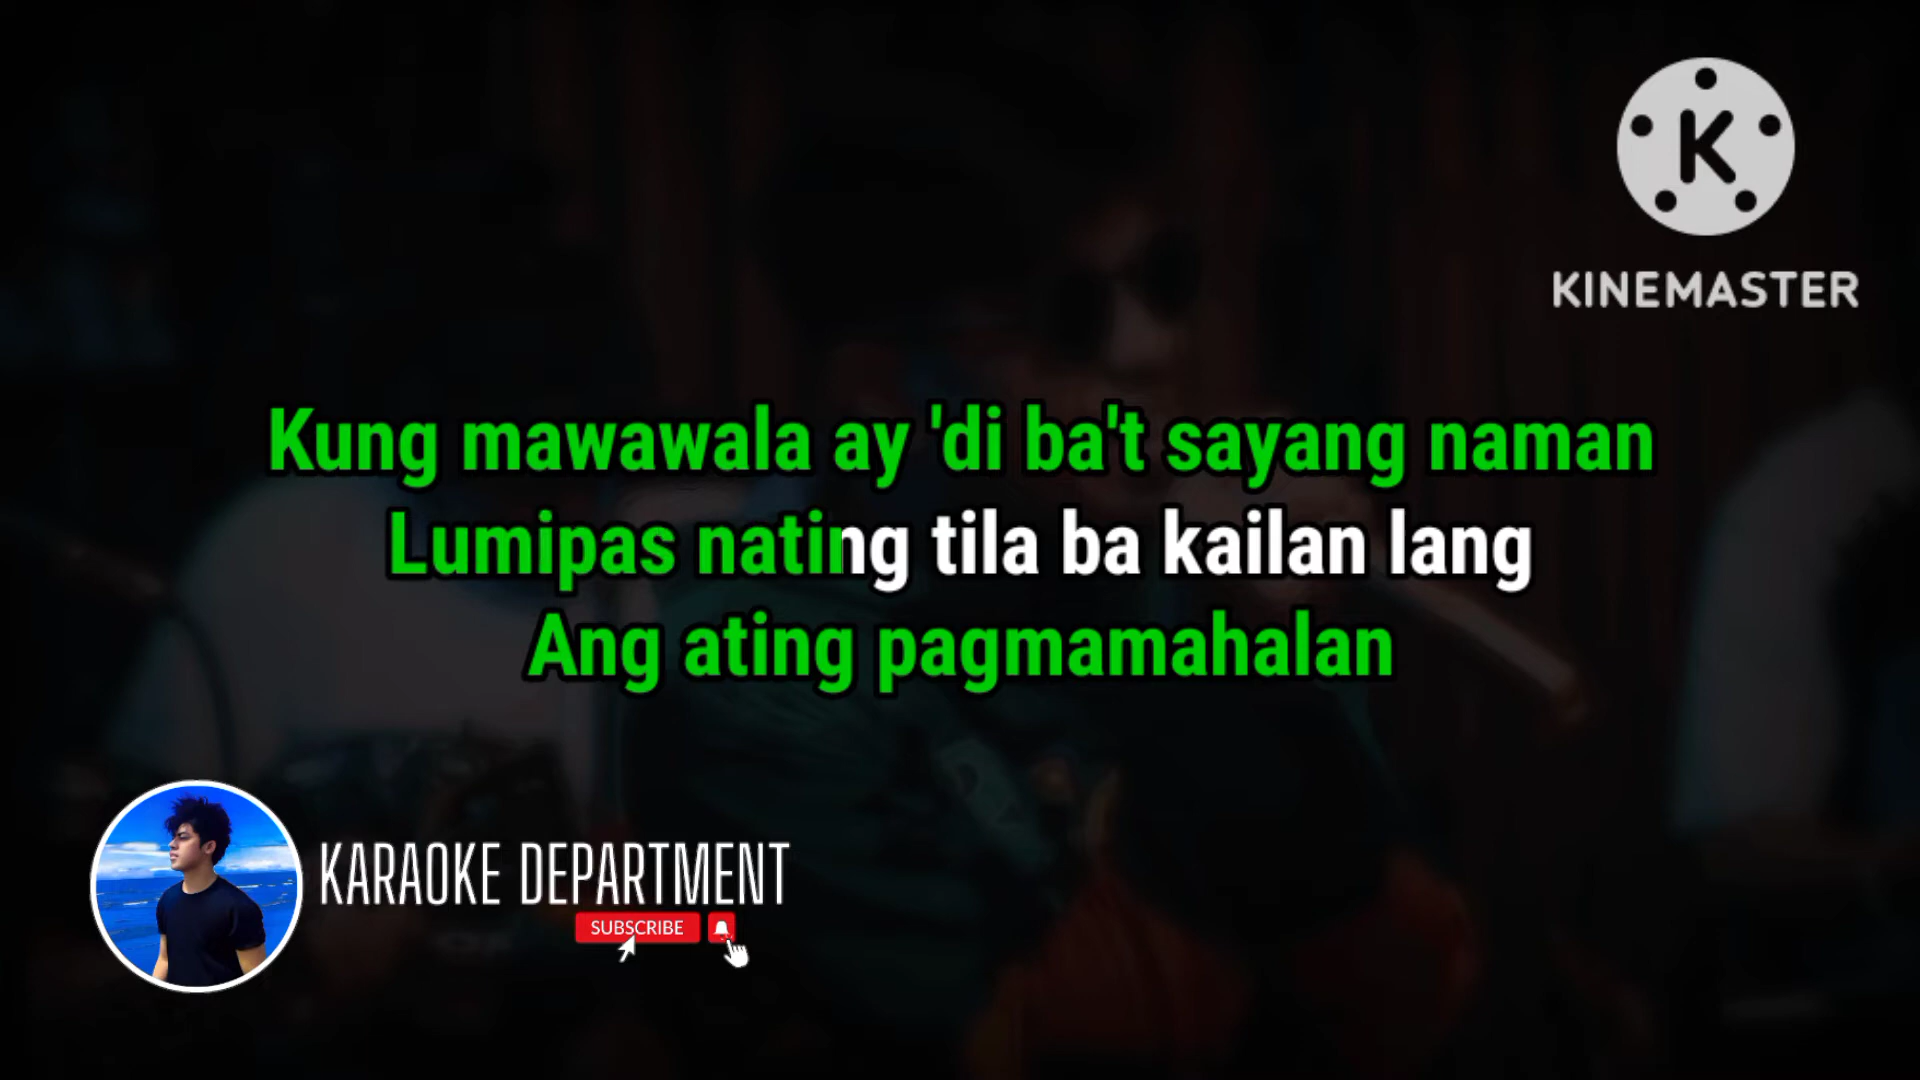 K
KINEMASTER
Kung mawawala ay 'di ba't sayang naman
Lumipas nating tila ba kailan lang
Ang ating pagmamahalan
KARAOKE DEPARTMENT
SUBSCRIBE